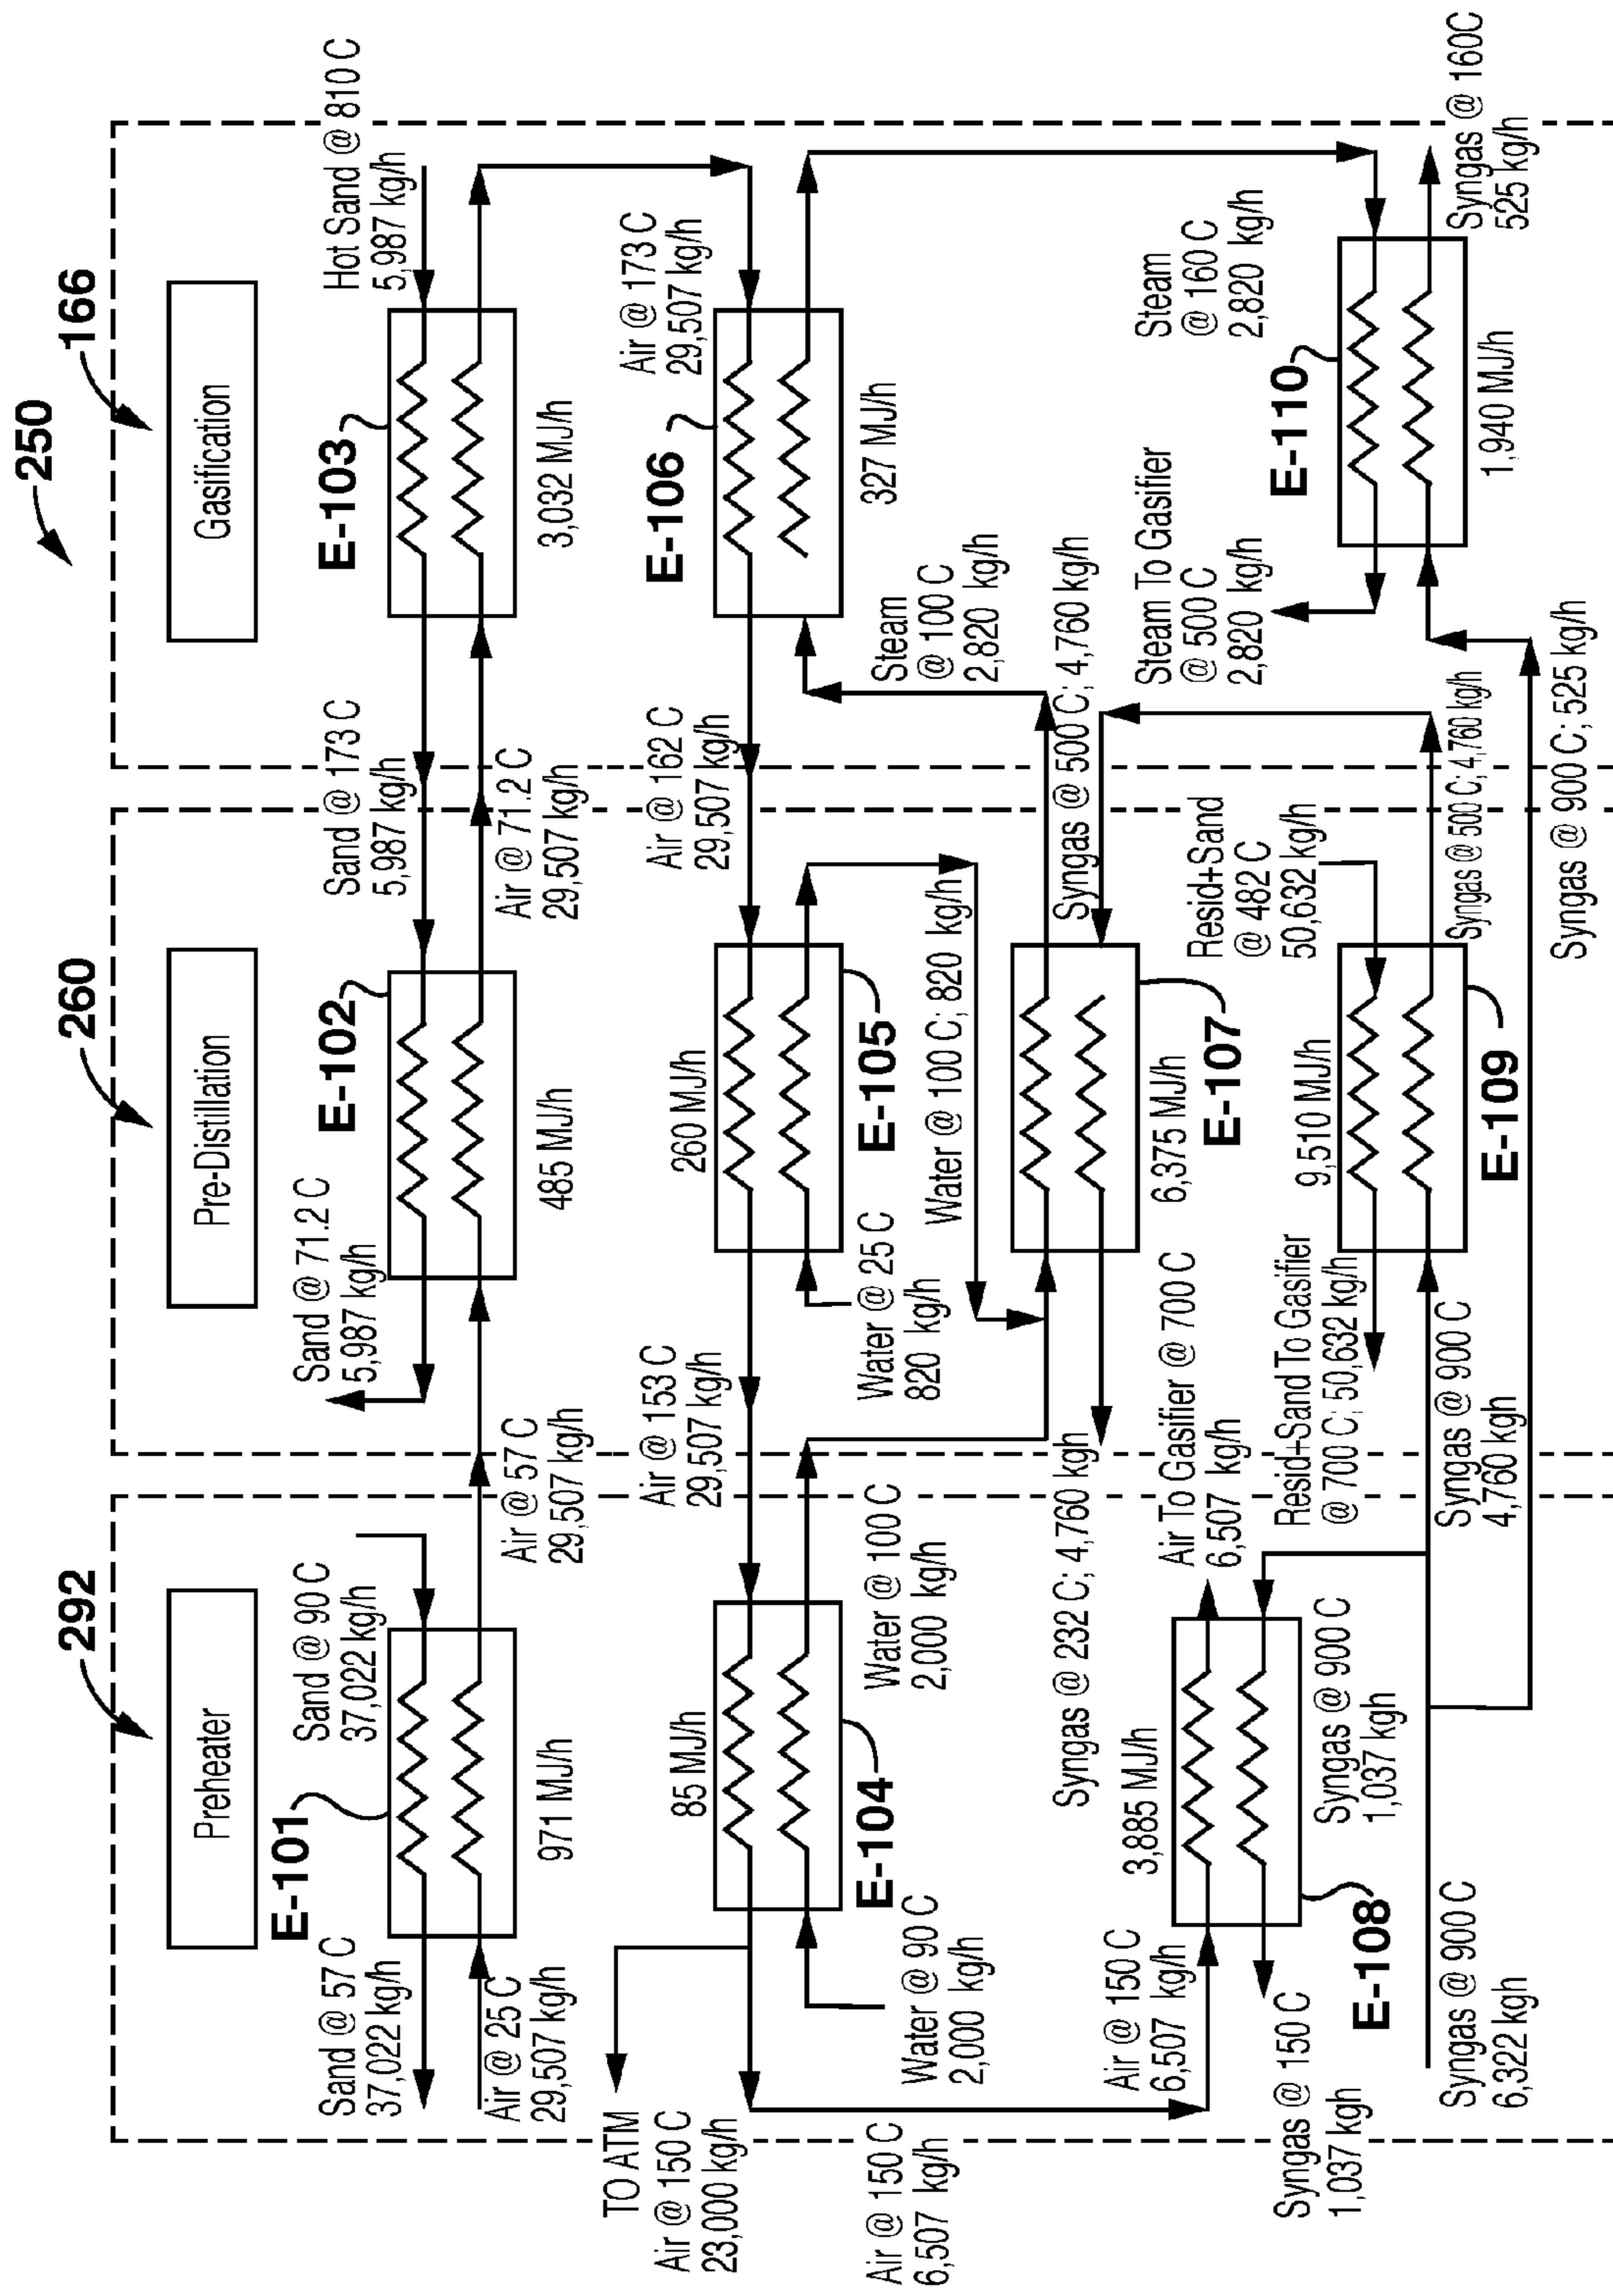 250
292
260
166
Preheater
Pre-Distillation
Gasification
E-101
Sand @ 57 C
37,022 kg/h
Sand @ 90 C
37,022 kg/h
Air @ 25 C
29,507 kg/h
971 MJ/h
Air @ 57 C
29,507 kg/h
Sand @ 71.2 C
5,987 kg/h
E-102
485 MJ/h
Sand @ 173 C
5,987 kg/h
Air @ 71.2 C
29,507 kg/h
E-103
Hot Sand @ 810 C
5,987 kg/h
3,032 MJ/h
TO ATM
Air @ 150 C
23,000 kg/h
85 MJ/h
Air @ 153 C
29,507 kg/h
260 MJ/h
Air @ 162 C
29,507 kg/h
E-106
Air @ 173 C
29,507 kg/h
327 MJ/h
Air @ 150 C
6,507 kg/h
Water @ 90 C
2,000 kg/h
E-104
Water @ 100 C
2,000 kg/h
Water @ 25 C
820 kg/h
E-105
Water @ 100 C; 820 kg/h
Steam
@ 100 C
2,820 kg/h
Syngas @ 232 C; 4,760 kgh
6,375 MJ/h
E-107
Syngas @ 500 C; 4,760 kg/h
Air @ 150 C
6,507 kg/h
3,885 MJ/h
Air To Gasifier @ 700 C
6,507 kg/h
Syngas @ 150 C
1,037 kgh
E-108
Syngas @ 900 C
1,037 kgh
Resid+Sand To Gasifier
@ 700 C; 50,632 kg/h
9,510 MJ/h
Resid+Sand
@ 482 C
50,632 kg/h
Steam To Gasifier
@ 500 C
2,820 kg/h
E-110
Steam
@ 160 C
2,820 kg/h
Syngas @ 900 C
6,322 kgh
Syngas @ 900 C
4,760 kgh
E-109
Syngas @ 500 C; 4,760 kg/h
1,940 MJ/h
Syngas @ 160C
525 kg/h
Syngas @ 900 C; 525 kg/h